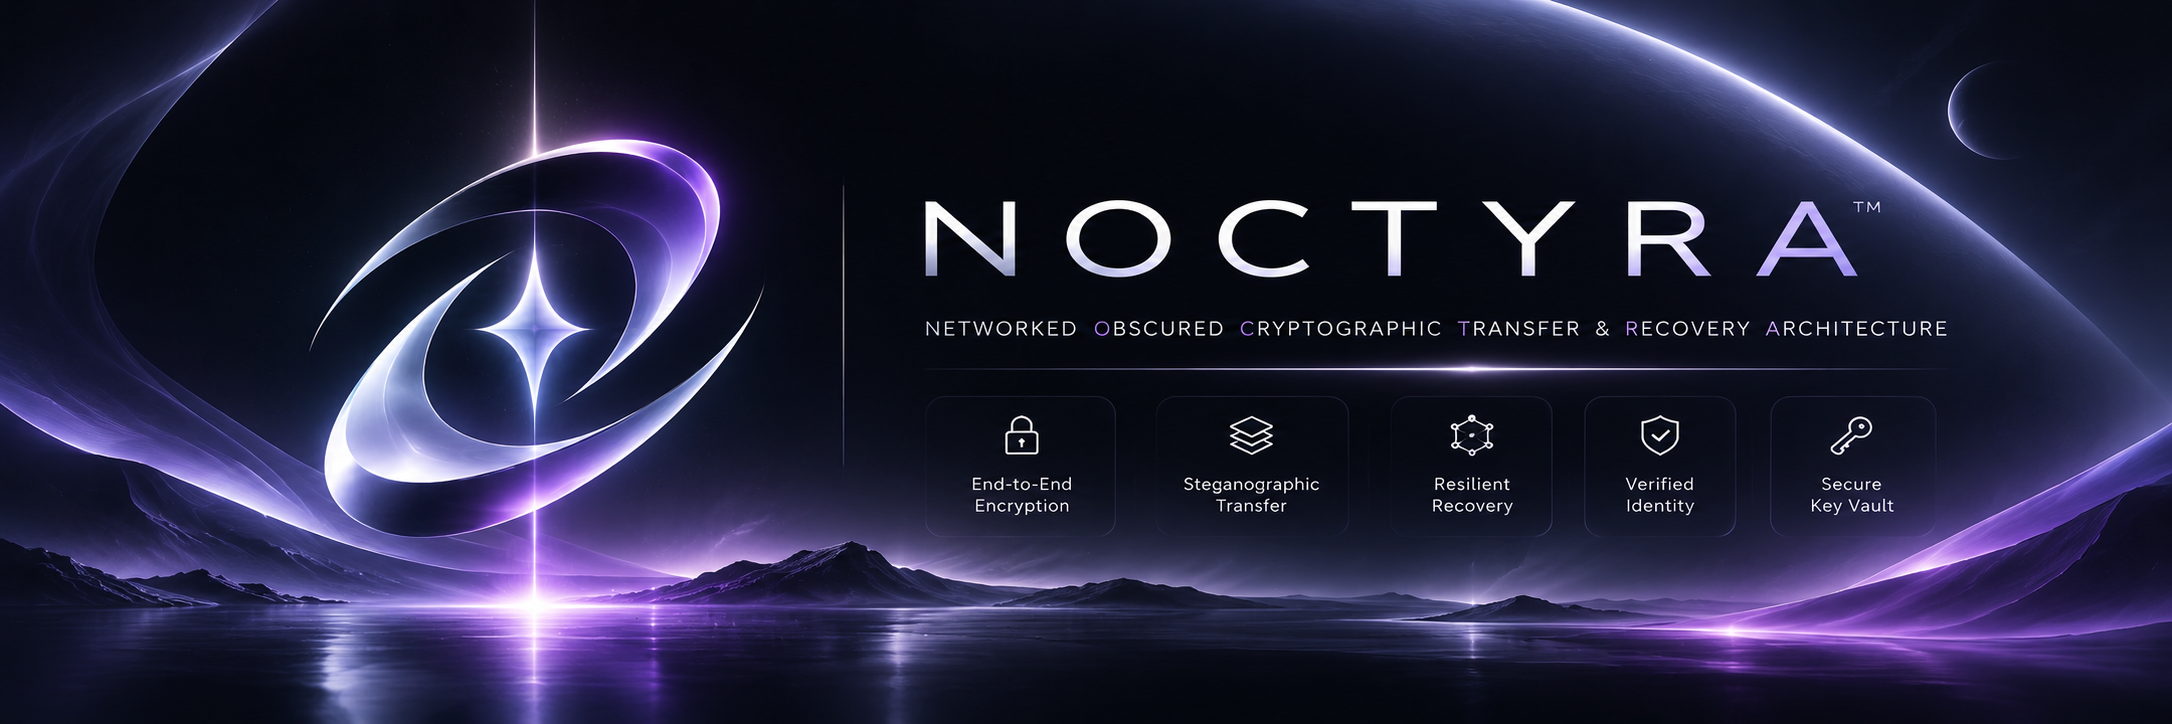 NOCTYRA™
NETWORKED OBSCURED CRYPTOGRAPHIC TRANSFER & RECOVERY ARCHITECTURE
End-to-End
Encryption
Steganographic
Transfer
Resilient
Recovery
Verified
Identity
Secure
Key Vault